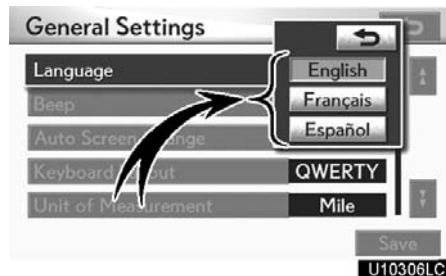 General Settings
Language
English
Beep
Français
Auto Screen Change
Español
Keyboard Layout
QWERTY
Unit of Measurement
Mile
Save
U10306LC